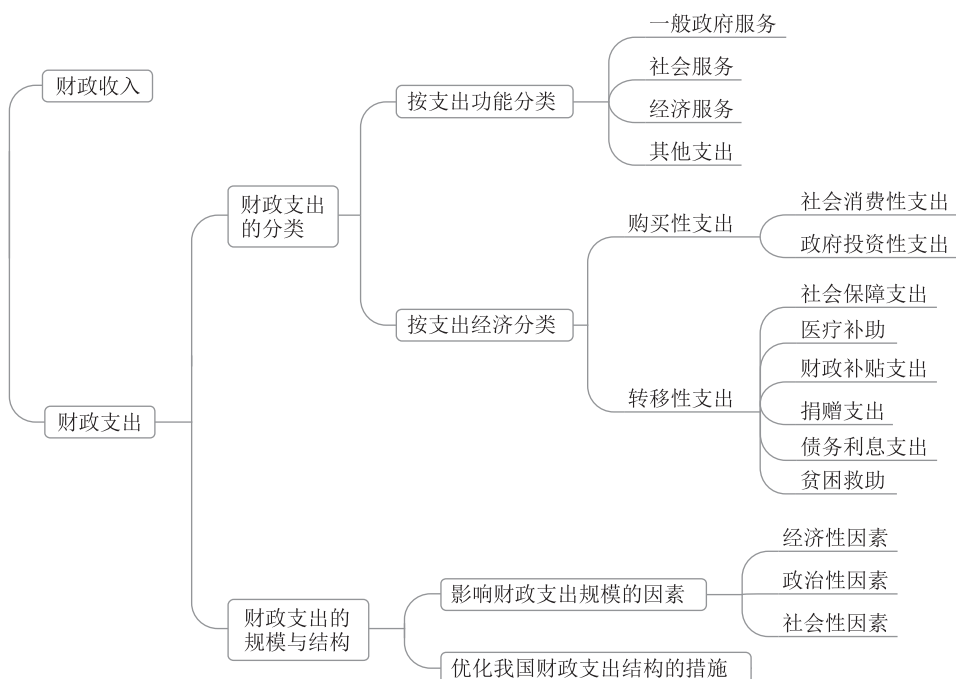 财政收入
财政支出
财政支出
的分类
按支出功能分类
一般政府服务
社会服务
经济服务
其他支出
按支出经济分类
购买性支出
社会消费性支出
政府投资性支出
转移性支出
社会保障支出
医疗补助
财政补贴支出
捐赠支出
债务利息支出
贫困救助
财政支出的
规模与结构
影响财政支出规模的因素
经济性因素
政治性因素
社会性因素
优化我国财政支出结构的措施